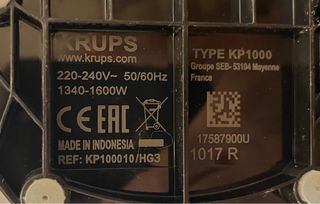 KRUPS
www.krups.com
220-240V~ 50/60Hz
1340-1600W
CE EAC
MADE IN INDONESIA
REF: KP100010/HG3
TYPE KP1000
Groupe SEB- 53104 Mayenne
France
17587900U
1017 R